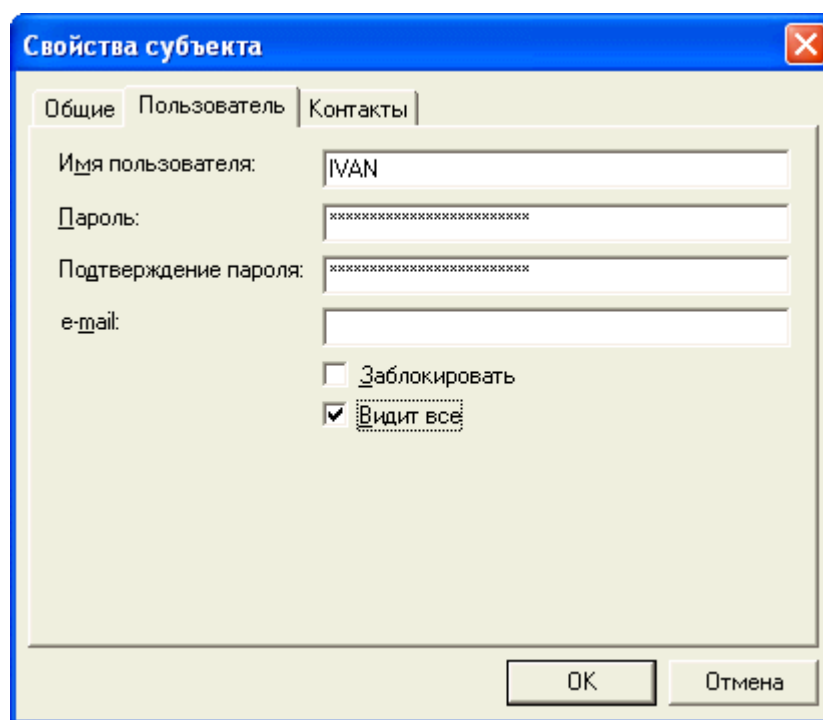 Свойства субъекта
Общие Пользователь Контакты
Имя пользователя: IVAN
Пароль: *************************
Подтверждение пароля: *************************
e-mail:
Заблокировать
Видит все
OK Отмена